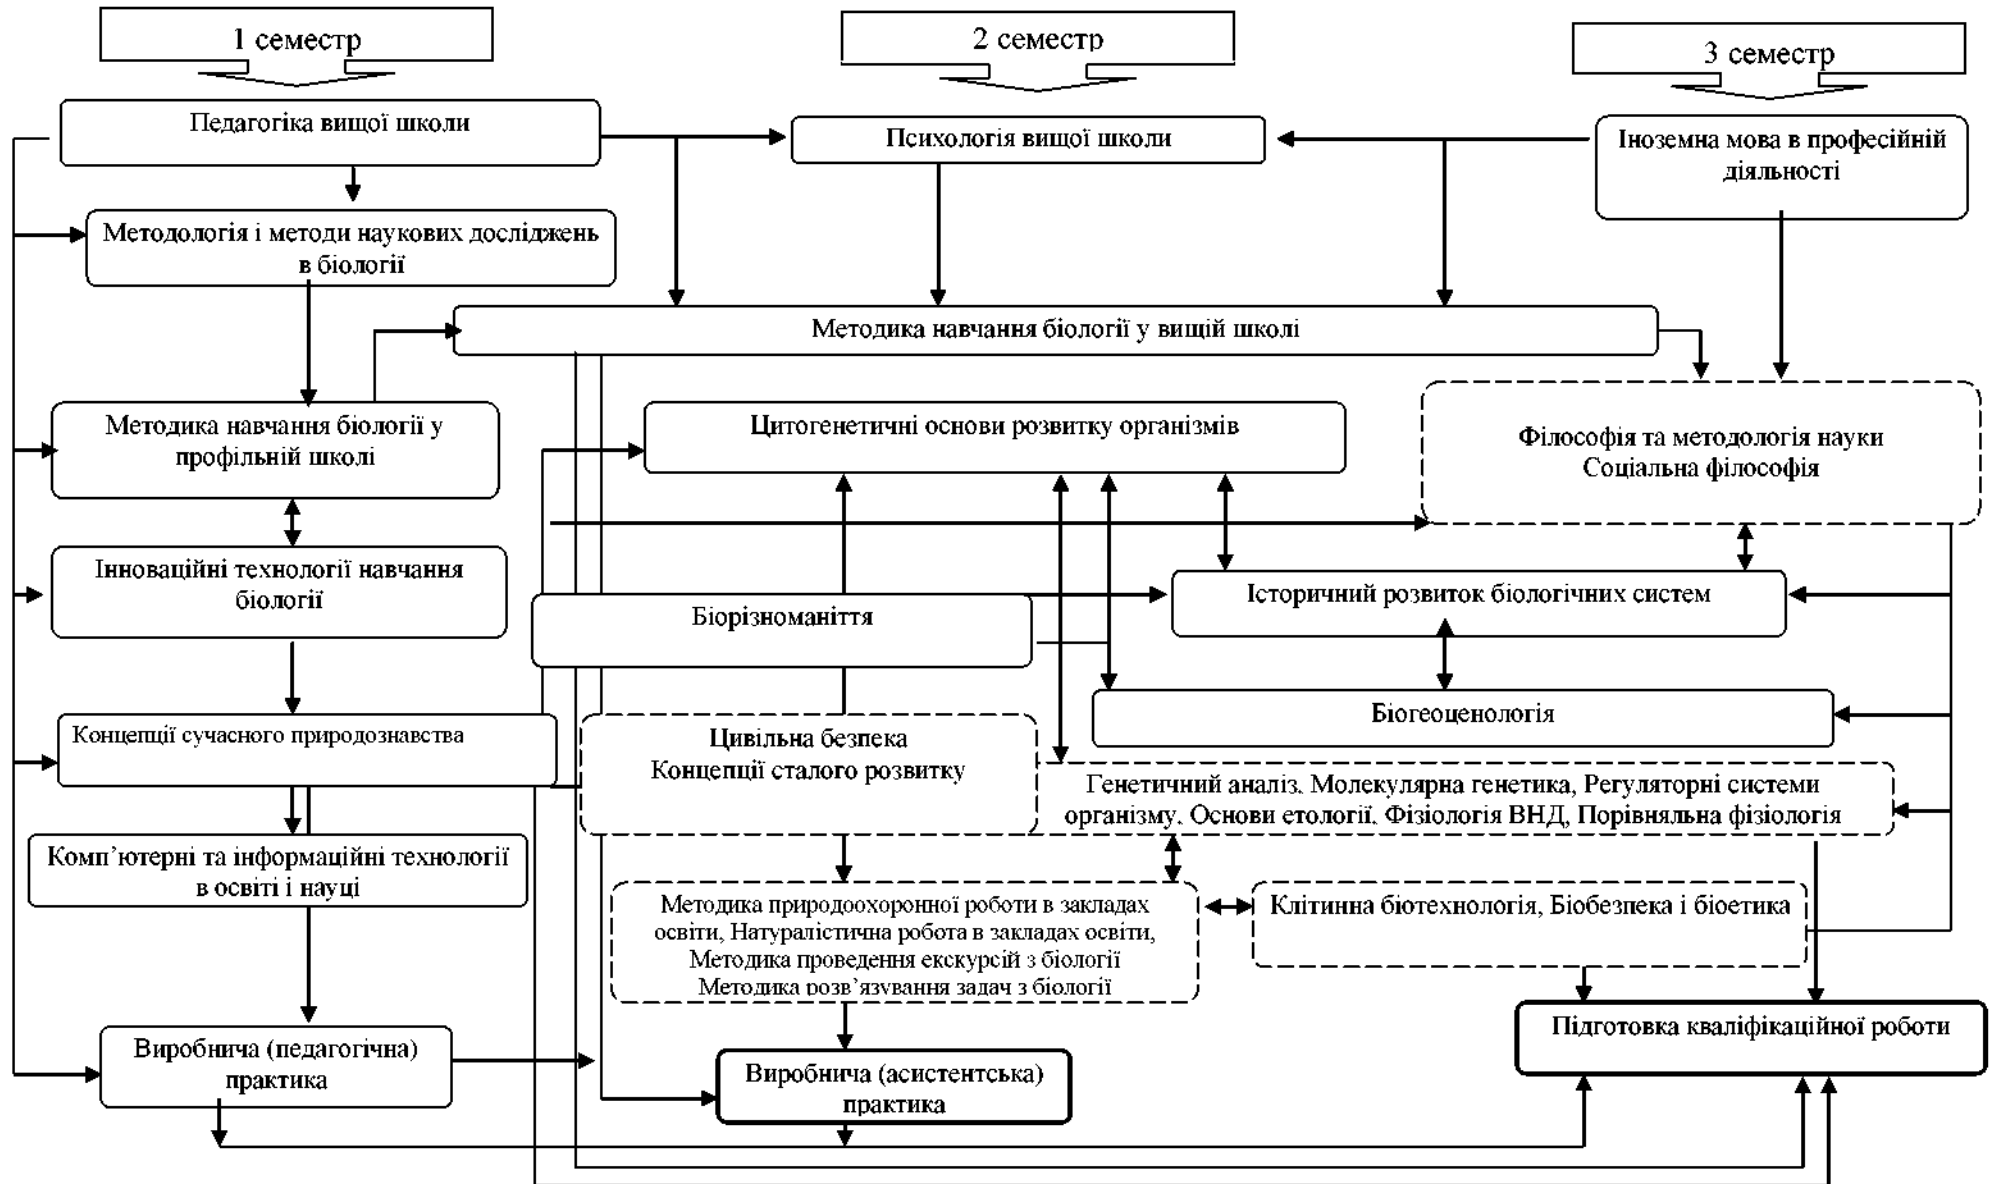 1 семестр
2 семестр
3 семестр
Педагогіка вищої школи
Психологія вищої школи
Іноземна мова в професійній
діяльності
Методологія і методи наукових досліджень
в біології
Методика навчання біології у вищій школі
Методика навчання біології у
профільній школі
Цитогенетичні основи розвитку організмів
Філософія та методологія науки
Соціальна філософія
Інноваційні технології навчання
біології
Біорізноманіття
Історичний розвиток біологічних систем
Біогеоценологія
Концепції сучасного природознавства
Цивільна безпека
Концепції сталого розвитку
Генетичний аналіз. Молекулярна генетика, Регуляторні системи
організму. Основи етології. Фізіологія ВНД, Порівняльна фізіологія
Комп’ютерні та інформаційні технології
в освіті і науці
Методика природоохоронної роботи в закладах
освіти, Натуралістична робота в закладах освіти,
Методика проведення екскурсій з біології
Методика розв’язування задач з біології
Клітинна біотехнологія, Біобезпека і біоетика
Підготовка кваліфікаційної роботи
Виробнича (педагогічна)
практика
Виробнича (асистентська)
практика